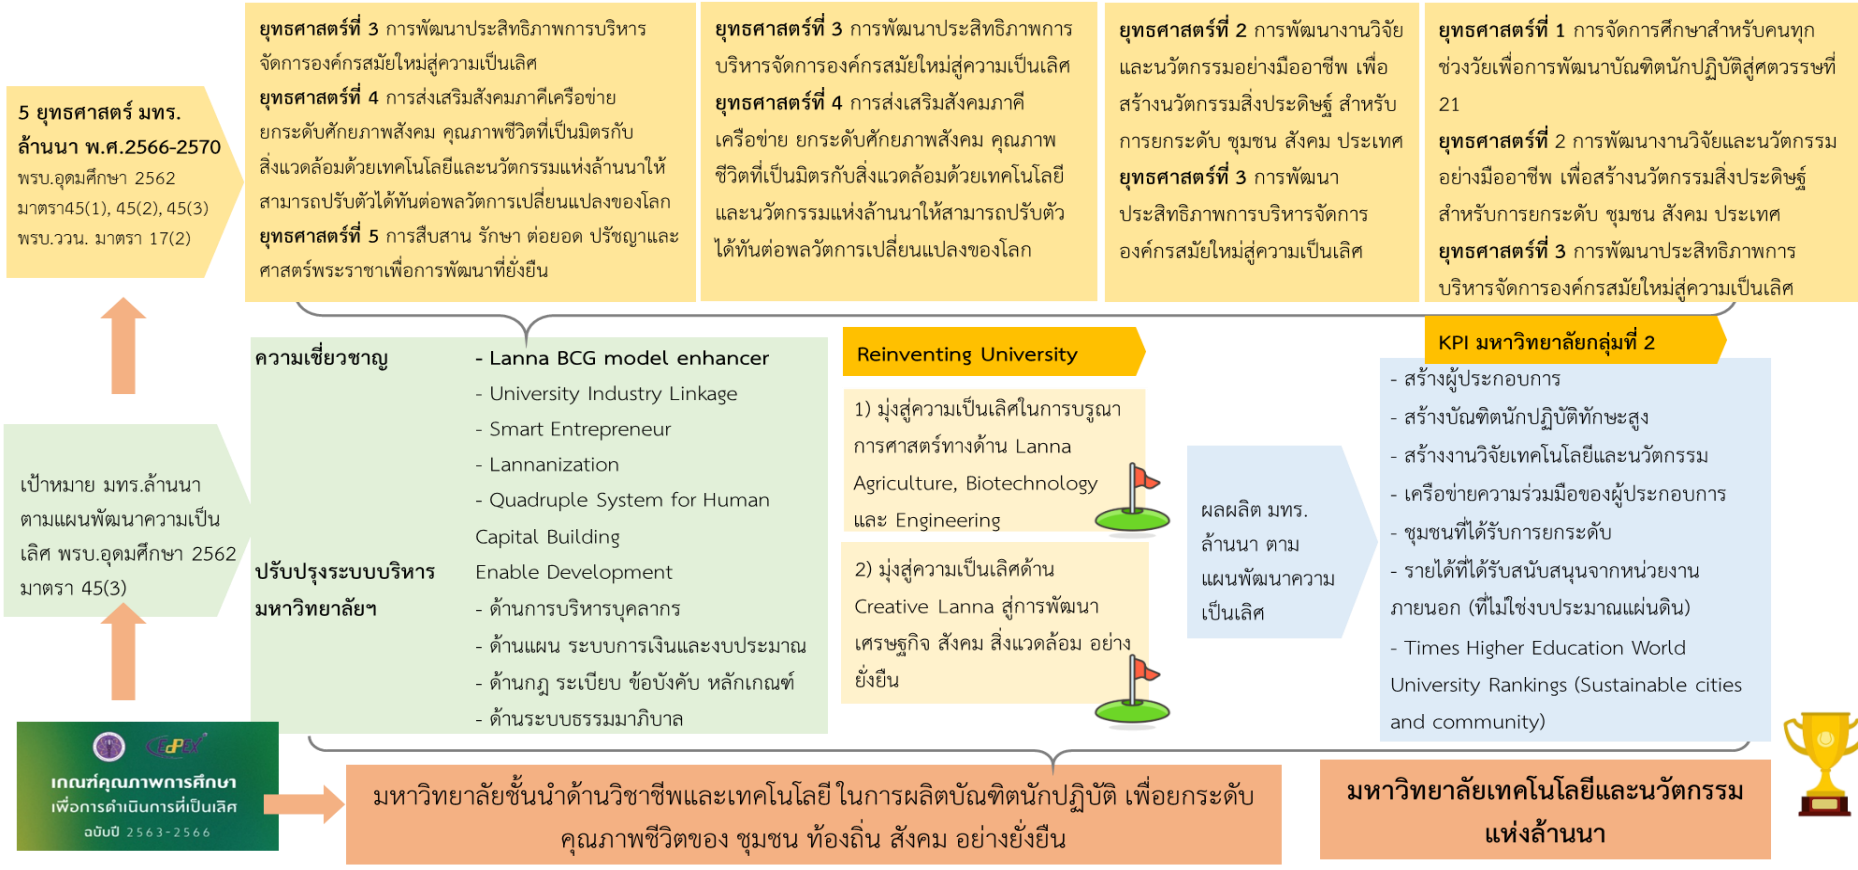 5 ยุทธศาสตร์ มทร.
ล้านนา พ.ศ.2566-2570
พรบ.อุดมศึกษา 2562
มาตรา45(1), 45(2), 45(3)
พรบ.ววน. มาตรา 17(2)
ยุทธศาสตร์ที่ 3 การพัฒนาประสิทธิภาพการบริหาร
จัดการองค์กรสมัยใหม่สู่ความเป็นเลิศ
ยุทธศาสตร์ที่ 4 การส่งเสริมสังคมภาคีเครือข่าย
ยกระดับศักยภาพสังคม คุณภาพชีวิตที่เป็นมิตรกับ
สิ่งแวดล้อมด้วยเทคโนโลยีและนวัตกรรมแห่งล้านนาให้
สามารถปรับตัวได้ทันต่อพลวัตการเปลี่ยนแปลงของโลก
ยุทธศาสตร์ที่ 5 การสืบสาน รักษา ต่อยอด ปรัชญาและ
ศาสตร์พระราชาเพื่อการพัฒนาที่ยั่งยืน
ยุทธศาสตร์ที่ 3 การพัฒนาประสิทธิภาพการ
บริหารจัดการองค์กรสมัยใหม่สู่ความเป็นเลิศ
ยุทธศาสตร์ที่ 4 การส่งเสริมสังคมภาคี
เครือข่าย ยกระดับศักยภาพสังคม คุณภาพ
ชีวิตที่เป็นมิตรกับสิ่งแวดล้อมด้วยเทคโนโลยี
และนวัตกรรมแห่งล้านนาให้สามารถปรับตัว
ได้ทันต่อพลวัตการเปลี่ยนแปลงของโลก
ยุทธศาสตร์ที่ 2 การพัฒนางานวิจัย
และนวัตกรรมอย่างมืออาชีพ เพื่อ
สร้างนวัตกรรมสิ่งประดิษฐ์ สำหรับ
การยกระดับ ชุมชน สังคม ประเทศ
ยุทธศาสตร์ที่ 3 การพัฒนา
ประสิทธิภาพการบริหารจัดการ
องค์กรสมัยใหม่สู่ความเป็นเลิศ
ยุทธศาสตร์ที่ 1 การจัดการศึกษาสำหรับคนทุก
ช่วงวัยเพื่อการพัฒนาบัณฑิตนักปฏิบัติสู่ศตวรรษที่
21
ยุทธศาสตร์ที่ 2 การพัฒนางานวิจัยและนวัตกรรม
อย่างมืออาชีพ เพื่อสร้างนวัตกรรมสิ่งประดิษฐ์
สำหรับการยกระดับ ชุมชน สังคม ประเทศ
ยุทธศาสตร์ที่ 3 การพัฒนาประสิทธิภาพการ
บริหารจัดการองค์กรสมัยใหม่สู่ความเป็นเลิศ
เป้าหมาย มทร.ล้านนา
ตามแผนพัฒนาความเป็น
เลิศ พรบ.อุดมศึกษา 2562
มาตรา 45(3)
ความเชี่ยวชาญ
- Lanna BCG model enhancer
- University Industry Linkage
- Smart Entrepreneur
- Lannanization
- Quadruple System for Human
Capital Building
ปรับปรุงระบบบริหาร
มหาวิทยาลัยฯ
Enable Development
- ด้านการบริหารบุคลากร
- ด้านแผน ระบบการเงินและงบประมาณ
- ด้านกฎ ระเบียบ ข้อบังคับ หลักเกณฑ์
- ด้านระบบธรรมมาภิบาล
Reinventing University
1) มุ่งสู่ความเป็นเลิศในการบรูณา
การศาสตร์ทางด้าน Lanna
Agriculture, Biotechnology
และ Engineering
2) มุ่งสู่ความเป็นเลิศด้าน
Creative Lanna สู่การพัฒนา
เศรษฐกิจ สังคม สิ่งแวดล้อม อย่าง
ยั่งยืน
ผลผลิต มทร.
ล้านนา ตาม
แผนพัฒนาความ
เป็นเลิศ
KPI มหาวิทยาลัยกลุ่มที่ 2
- สร้างผู้ประกอบการ
- สร้างบัณฑิตนักปฏิบัติทักษะสูง
- สร้างงานวิจัยเทคโนโลยีและนวัตกรรม
- เครือข่ายความร่วมมือของผู้ประกอบการ
- ชุมชนที่ได้รับการยกระดับ
- รายได้ที่ได้รับสนับสนุนจากหน่วยงาน
ภายนอก (ที่ไม่ใช่งบประมาณแผ่นดิน)
- Times Higher Education World
University Rankings (Sustainable cities
and community)
EdPEx
เกณฑ์คุณภาพการศึกษา
เพื่อการดำเนินการที่เป็นเลิศ
ฉบับปี 2563-2566
มหาวิทยาลัยชั้นนำด้านวิชาชีพและเทคโนโลยี ในการผลิตบัณฑิตนักปฏิบัติ เพื่อยกระดับ
คุณภาพชีวิตของ ชุมชน ท้องถิ่น สังคม อย่างยั่งยืน
มหาวิทยาลัยเทคโนโลยีและนวัตกรรม
แห่งล้านนา